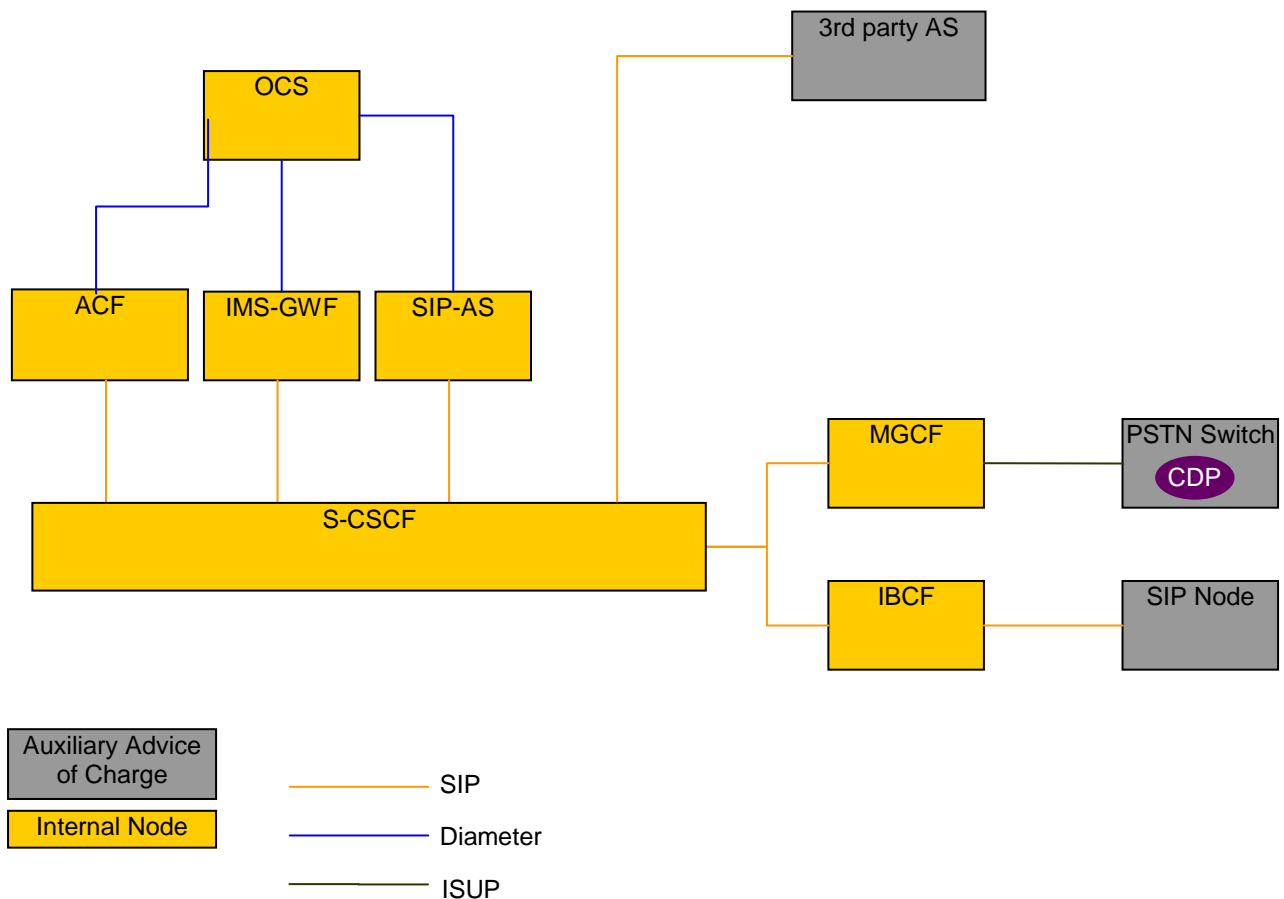 3rd party AS
OCS
ACF
IMS-GWF
SIP-AS
MGCF
PSTN Switch
CDP
S-CSCF
IBCF
SIP Node
Auxiliary Advice
of Charge
Internal Node
SIP
Diameter
ISUP